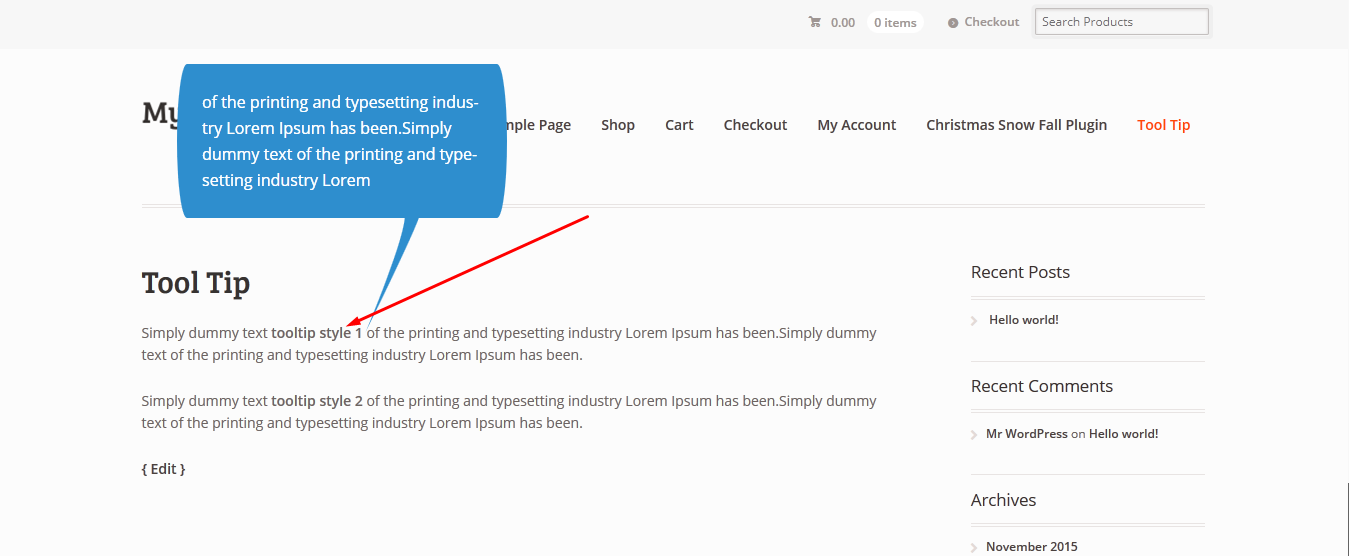 0.00 0 items Checkout Search Products
of the printing and typesetting indus-
try Lorem Ipsum has been.Simply
dummy text of the printing and type-
setting industry Lorem
My
Page Shop Cart Checkout My Account Christmas Snow Fall Plugin Tool Tip
Tool Tip
Simply dummy text tooltip style 1 of the printing and typesetting industry Lorem Ipsum has been.Simply dummy
text of the printing and typesetting industry Lorem Ipsum has been.
Simply dummy text tooltip style 2 of the printing and typesetting industry Lorem Ipsum has been.Simply dummy
text of the printing and typesetting industry Lorem Ipsum has been.
{ Edit }
Recent Posts
Hello world!
Recent Comments
Mr WordPress on Hello world!
Archives
November 2015